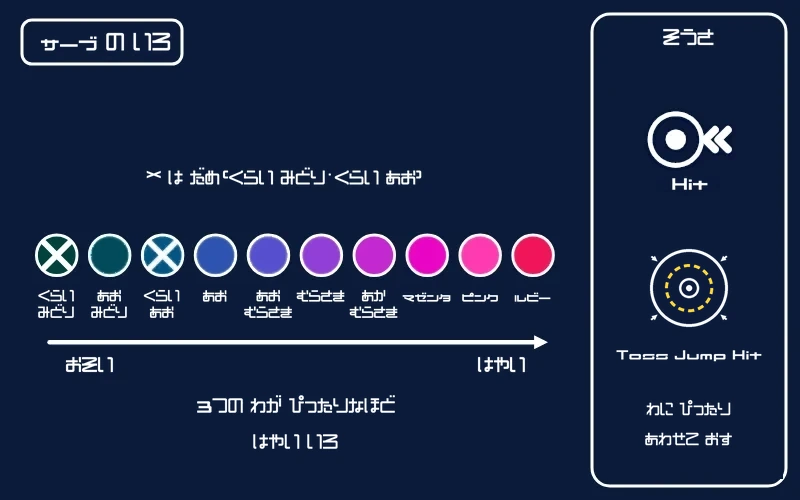 サーブ の いろ
× は だめ「くらい みどり・くらい あお」
くらい みどり
あお みどり
くらい あお
あお
あお むらさき
むらさき
あか むらさき
マゼンタ
ピンク
ルビー
おそい
はやい
3つの わが ぴったりなほど
はやい いろ
そうさ
Hit
Toss Jump Hit
わに ぴったり
あわせて おす